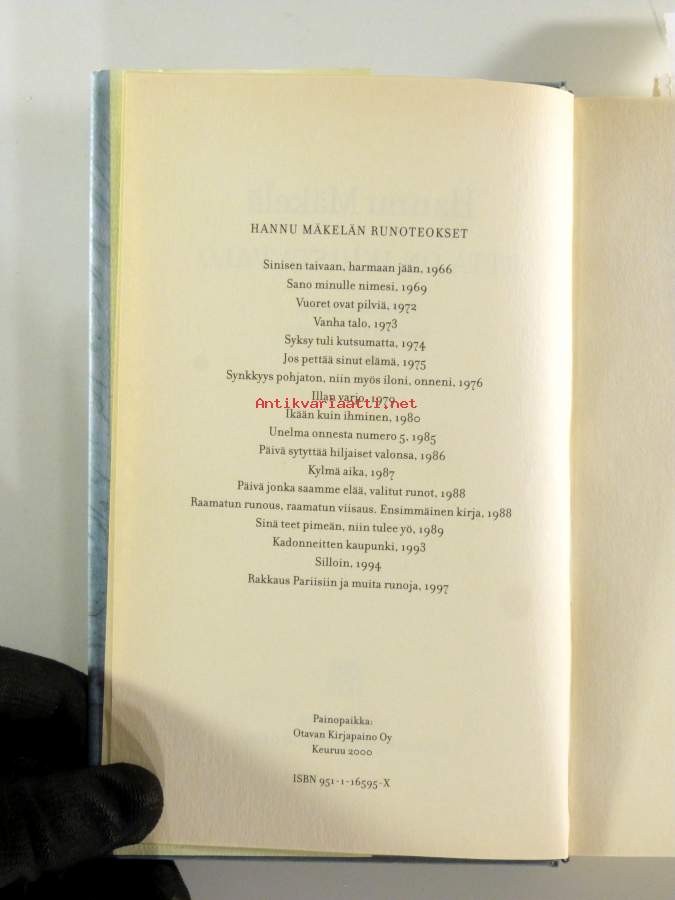 HANNU MÄKELÄN RUNOTEOKSET
Sinisen taivaan, harmaan jään, 1966
Sano minulle nimesi, 1969
Vuoret ovat pilviä, 1972
Vanha talo, 1973
Syksy tuli kutsumatta, 1974
Jos pettää sinut elämä, 1975
Synkkyys pohjaton, niin myös iloni, onneni, 1976
Illan varjo, 1979
Antikvariaatti.net
Ikään kuin ihminen, 1980
Unelma onnesta numero 5, 1985
Päivä sytyttää hiljaiset valonsa, 1986
Kylmä aika, 1987
Päivä jonka saamme elää, valitut runot, 1988
Raamatun runous, raamatun viisaus. Ensimmäinen kirja, 1988
Sinä teet pimeän, niin tulee yö, 1989
Kadonneitten kaupunki, 1993
Silloin, 1994
Rakkaus Pariisiin ja muita runoja, 1997
Painopaikka:
Otavan Kirjapaino Oy
Keuruu 2000
ISBN 951-1-16595-X